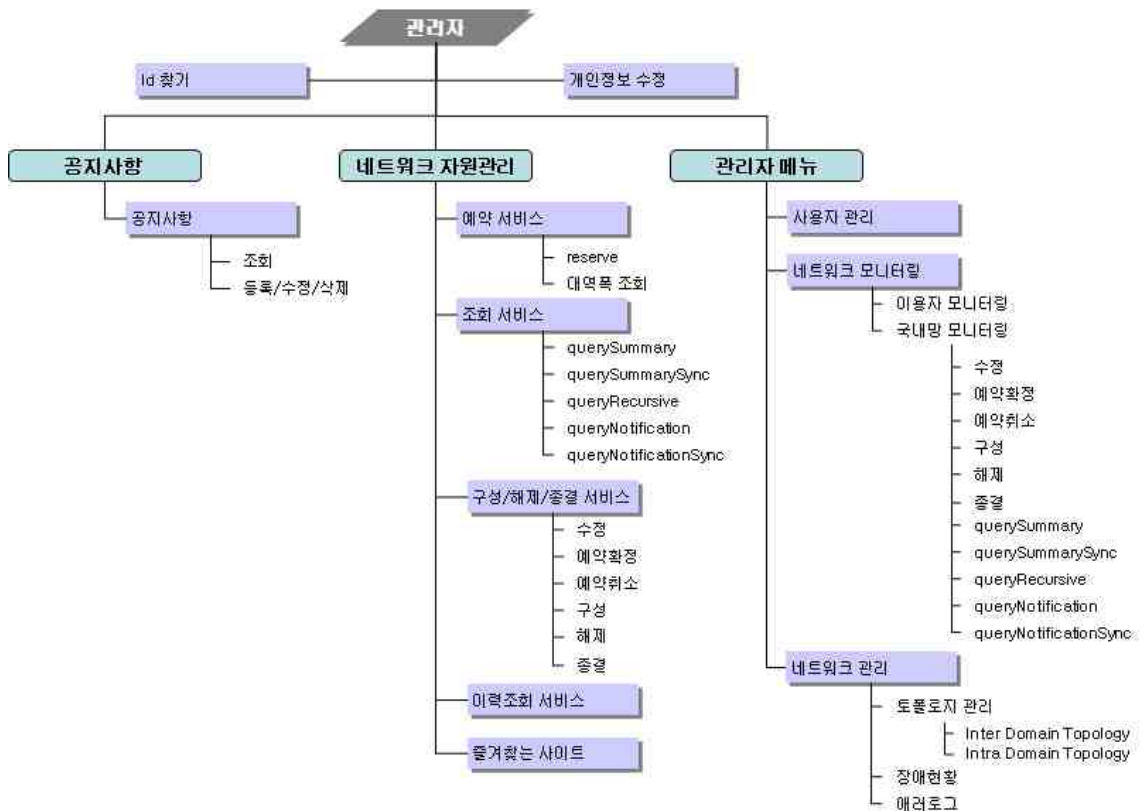 관리자
Id 찾기
개인정보 수정
공지사항
네트워크 자원관리
관리자 메뉴
공지사항
조회
등록/수정/삭제
예약 서비스
reserve
대역폭 조회
조회 서비스
querySummary
querySummarySync
queryRecursive
queryNotification
queryNotificationSync
구성/해제/종결 서비스
수정
예약확정
예약취소
구성
해제
종결
이력조회 서비스
즐겨찾는 사이트
사용자 관리
네트워크 모니터링
이용자 모니터링
국내망 모니터링
수정
예약확정
예약취소
구성
해제
종결
querySummary
querySummarySync
queryRecursive
queryNotification
queryNotificationSync
네트워크 관리
토폴로지 관리
Inter Domain Topology
Intra Domain Topology
장애현황
애러로그